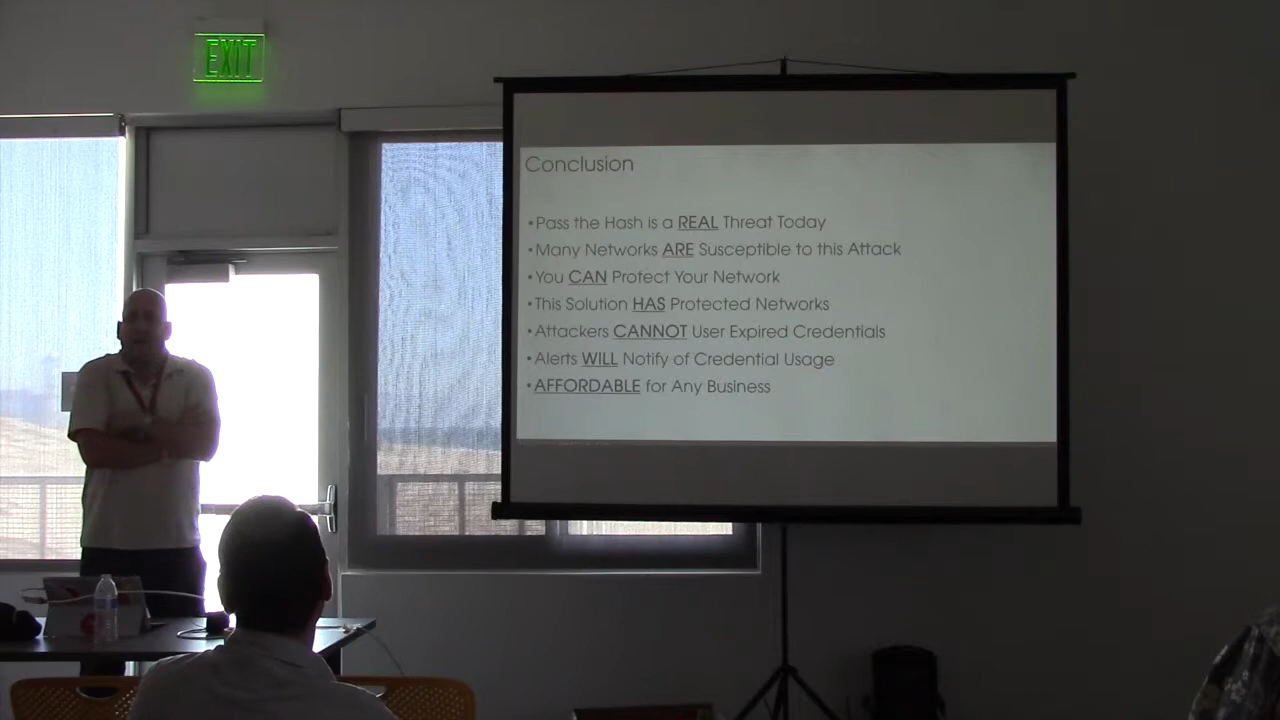 EXIT
Conclusion
•Pass the Hash is a REAL Threat Today
•Many Networks ARE Susceptible to this Attack
•You CAN Protect Your Network
•This Solution HAS Protected Networks
•Attackers CANNOT User Expired Credentials
•Alerts WILL Notify of Credential Usage
•AFFORDABLE for Any Business